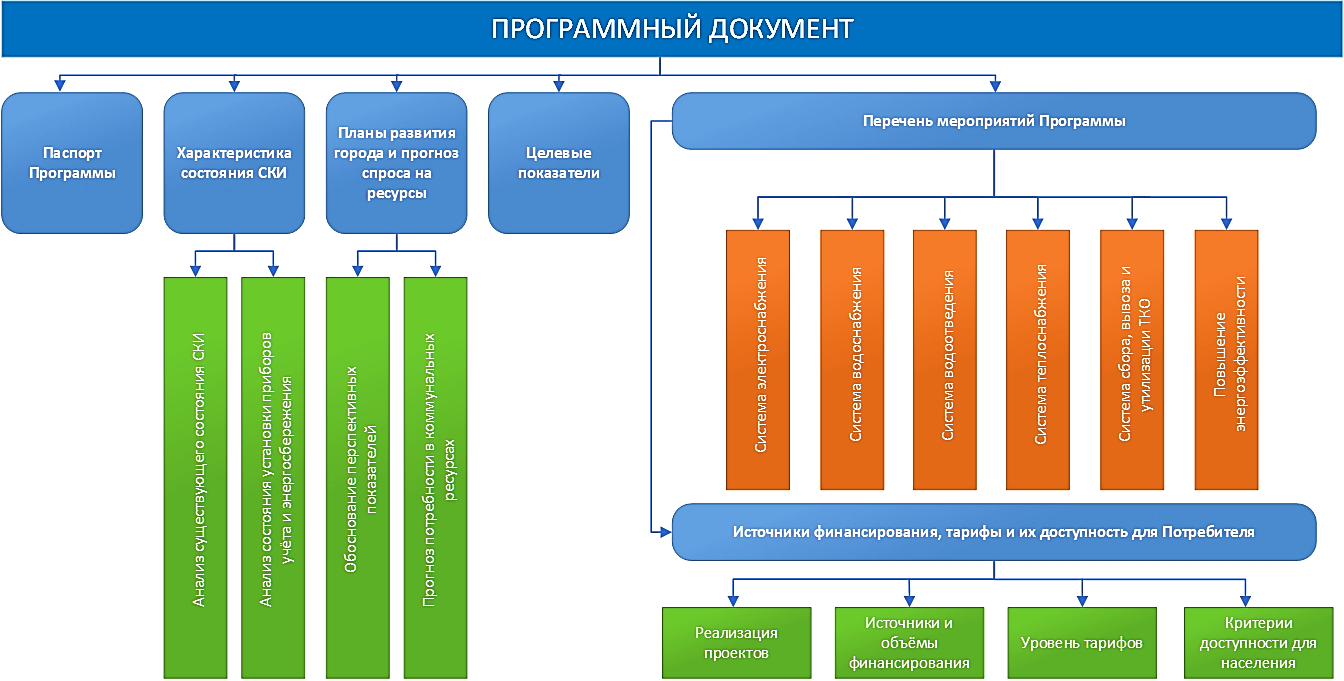 ПРОГРАММНЫЙ ДОКУМЕНТ
Паспорт
Программы
Характеристика
состояния СКИ
Планы развития
города и прогноз
спроса на
ресурсы
Целевые
показатели
Перечень мероприятий Программы
Анализ существующего состояния СКИ
Анализ состояния установки приборов
учёта и энергосбережения
Обоснование перспективных
показателей
Прогноз потребности в коммунальных
ресурсах
Система электроснабжения
Система водоснабжения
Система водоотведения
Система теплоснабжения
Система сбора, вывоза и
утилизации ТКО
Повышение
энергоэффективности
Источники финансирования, тарифы и их доступность для Потребителя
Реализация
проектов
Источники и
объёмы
финансирования
Уровень тарифов
Критерии
доступности для
населения